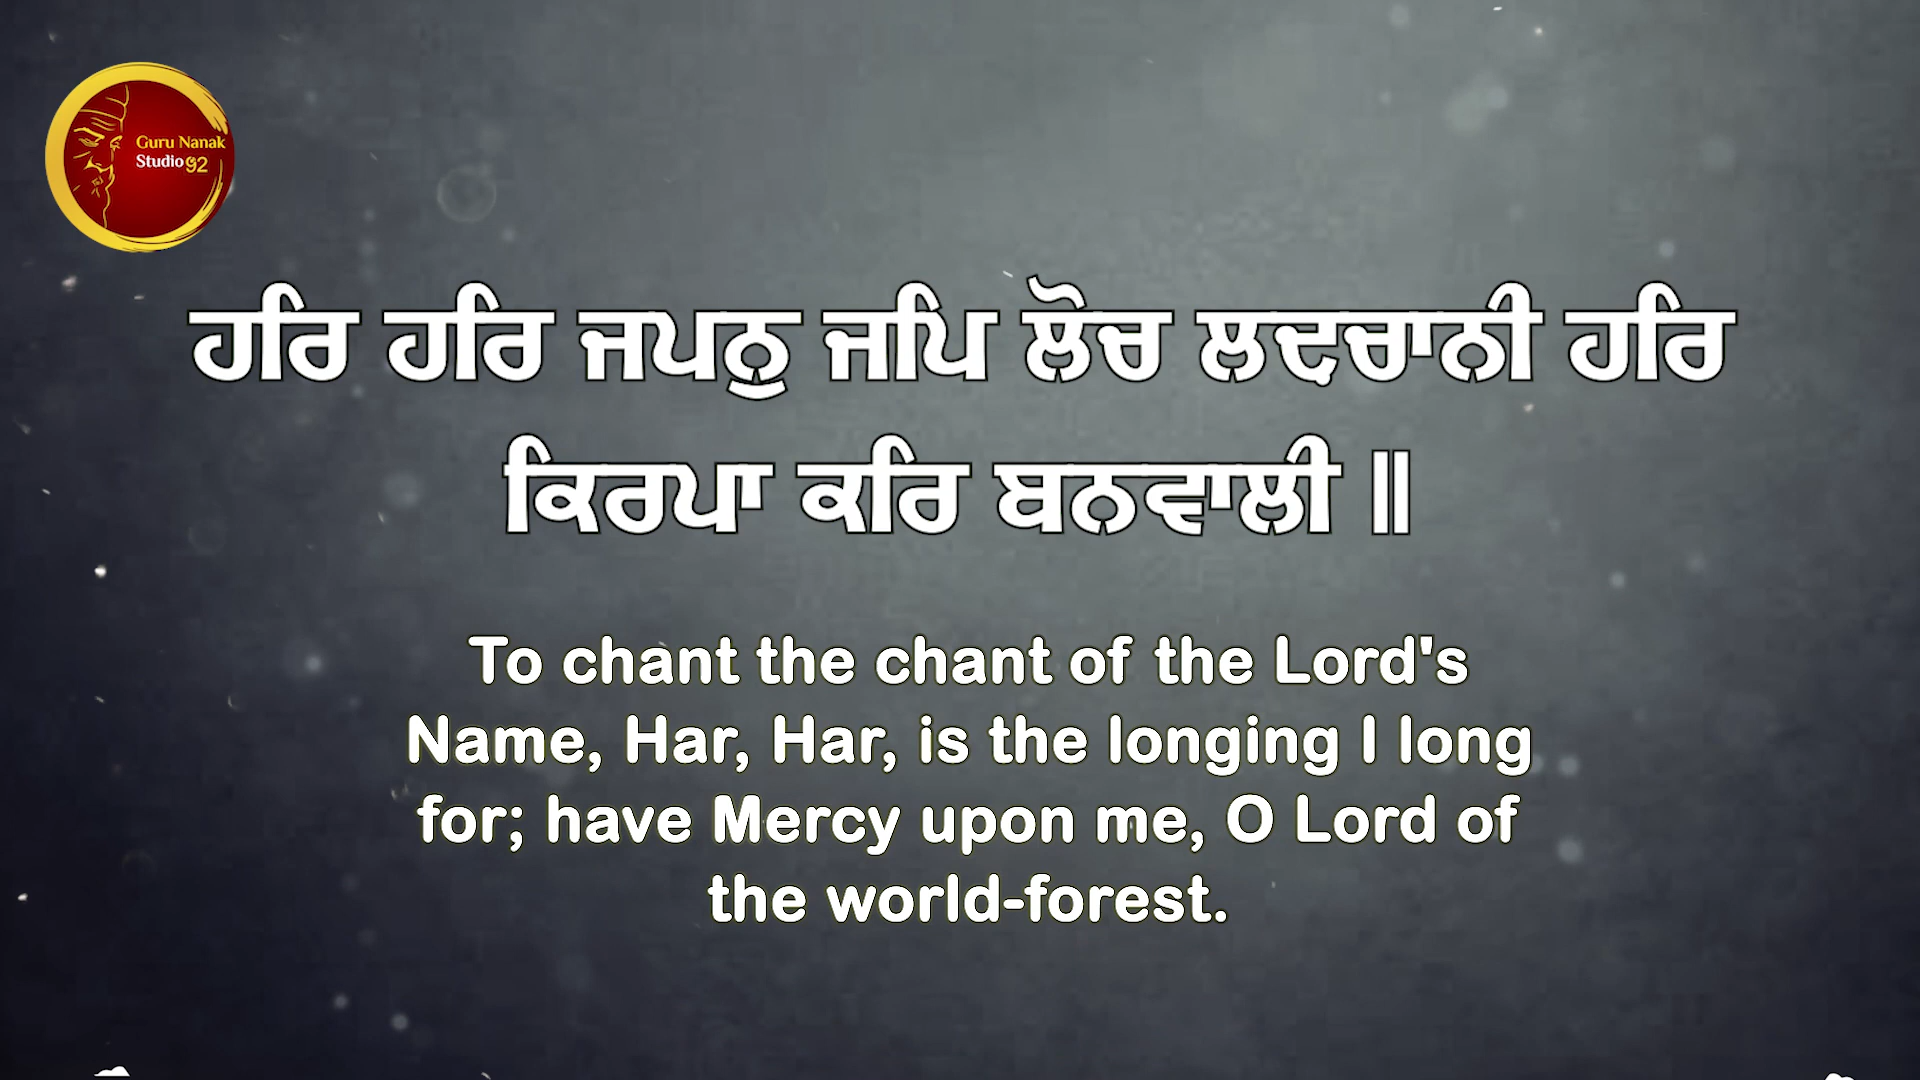 Guru Nanak
Studio 92
ਹਰਿ ਹਰਿ ਜਪਨੁ ਜਪਿ ਲੋਚ ਲੋਚਾਨੀ ਹਰਿ
ਕਿਰਪਾ ਕਰਿ ਬਨਵਾਲੀ ॥
To chant the chant of the Lord's
Name, Har, Har, is the longing I long
for; have Mercy upon me, O Lord of
the world-forest.